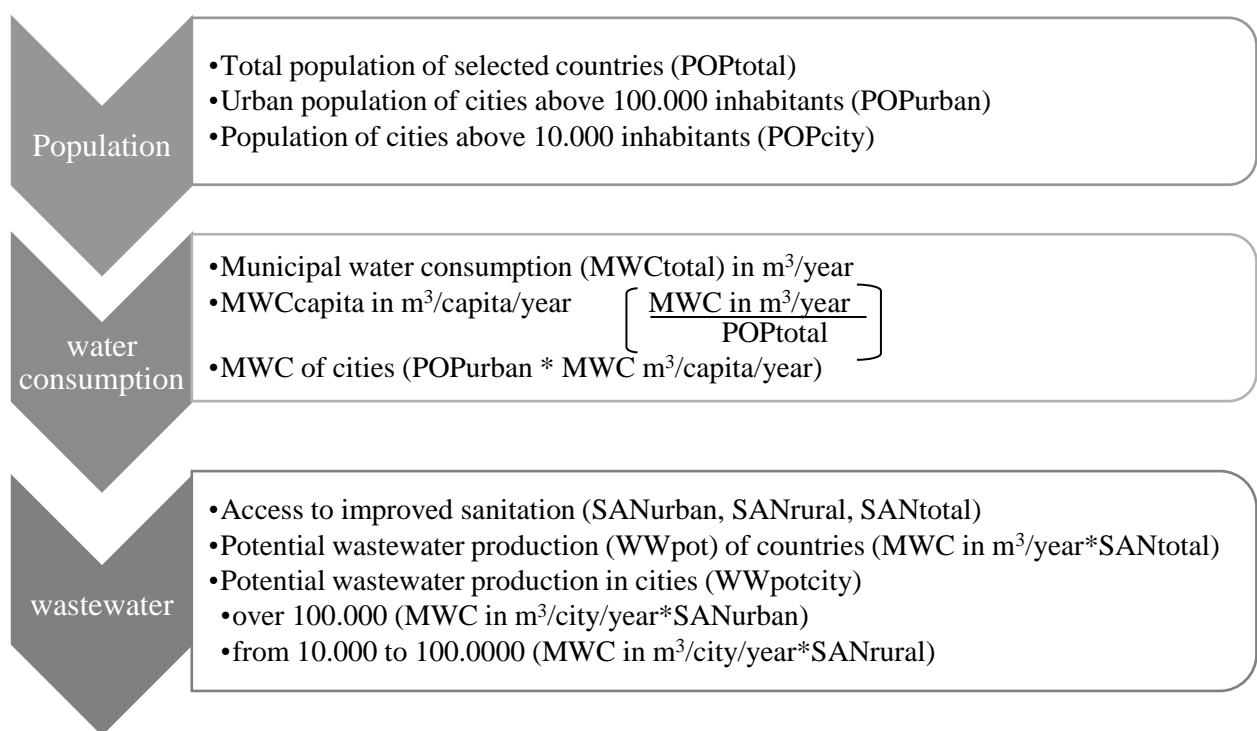 Population
•Total population of selected countries (POPtotal)
•Urban population of cities above 100.000 inhabitants (POPurban)
•Population of cities above 10.000 inhabitants (POPcity)
water
consumption
•Municipal water consumption (MWCtotal) in m³/year
•MWCcapita in m³/capita/year
MWC in m³/year
POPtotal
•MWC of cities (POPurban * MWC m³/capita/year)
wastewater
•Access to improved sanitation (SANurban, SANrural, SANtotal)
•Potential wastewater production (WWpot) of countries (MWC in m³/year*SANtotal)
•Potential wastewater production in cities (WWpotcity)
•over 100.000 (MWC in m³/city/year*SANurban)
•from 10.000 to 100.0000 (MWC in m³/city/year*SANrural)